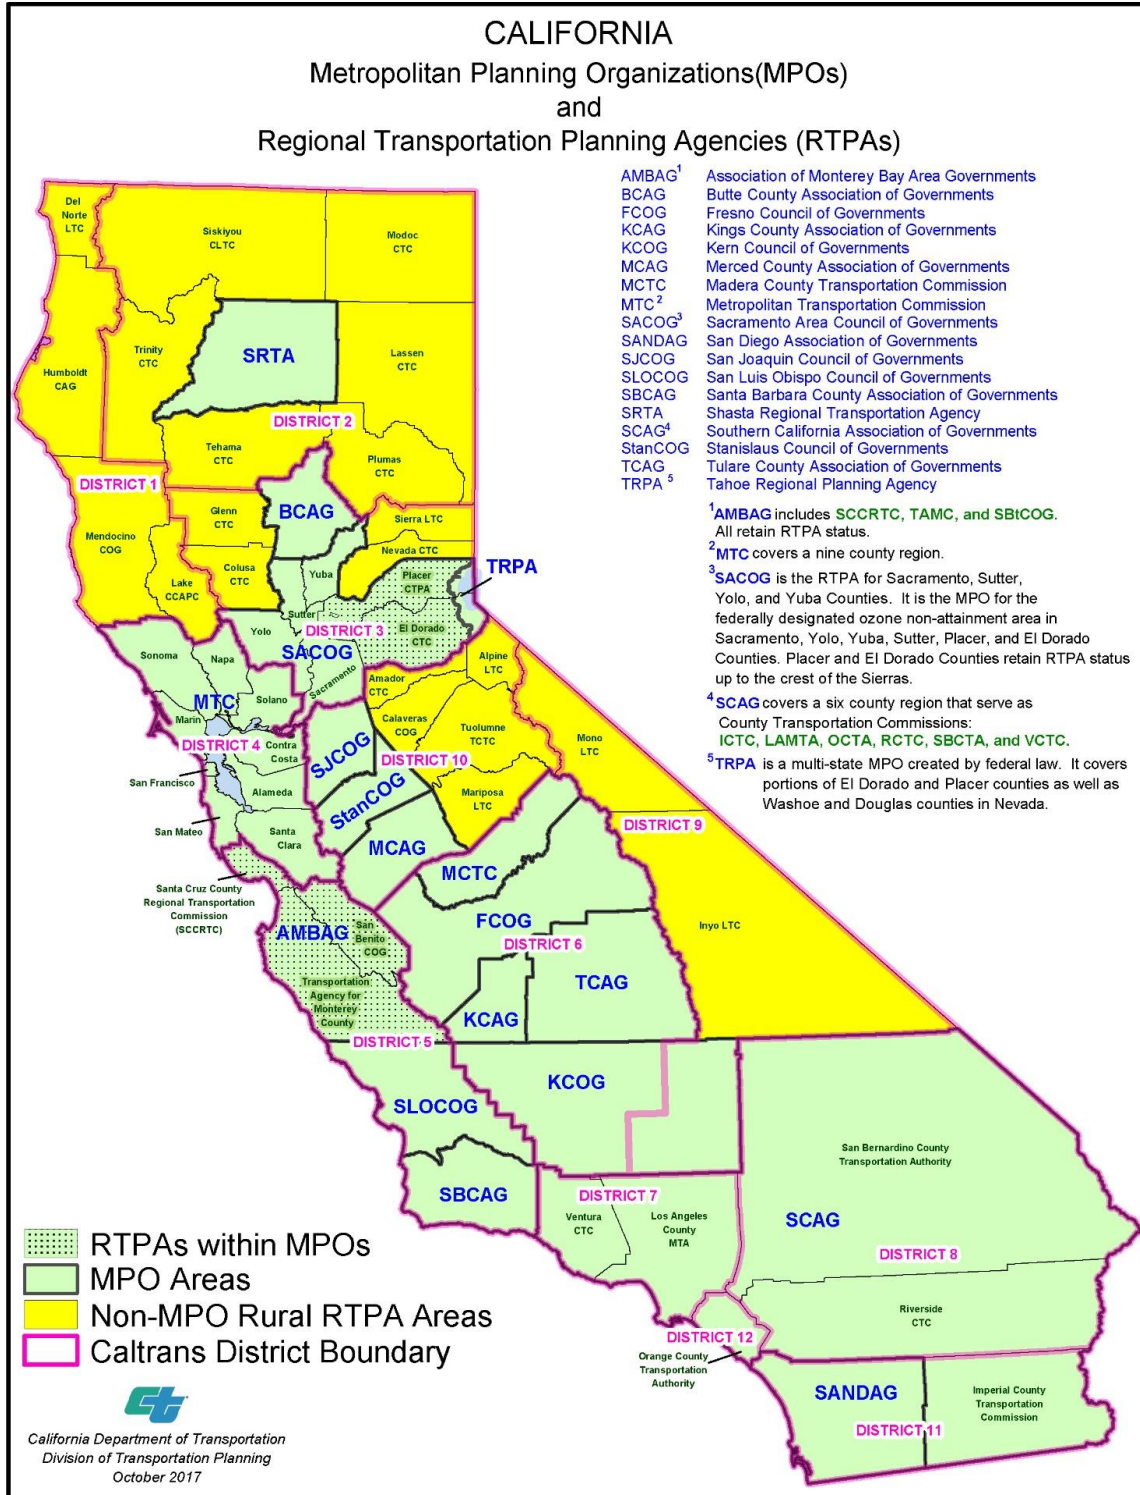 CALIFORNIA
Metropolitan Planning Organizations(MPOs)
and
Regional Transportation Planning Agencies (RTPAs)
AMBAG1 Association of Monterey Bay Area Governments
BCAG Butte County Association of Governments
FCOG Fresno Council of Governments
KCAG Kings County Association of Governments
KCOG Kern Council of Governments
MCAG Merced County Association of Governments
MCTC Madera County Transportation Commission
MTC2 Metropolitan Transportation Commission
SACOG3 Sacramento Area Council of Governments
SANDAG San Diego Association of Governments
SJCOG San Joaquin Council of Governments
SLOCOG San Luis Obispo Council of Governments
SBCAG Santa Barbara County Association of Governments
SRTA Shasta Regional Transportation Agency
SCAG4 Southern California Association of Governments
StanCOG Stanislaus Council of Governments
TCAG Tulare County Association of Governments
TRPA 5 Tahoe Regional Planning Agency
1AMBAG includes SCCRTC, TAMC, and SBtCOG.
All retain RTPA status.
2MTC covers a nine county region.
3SACOG is the RTPA for Sacramento, Sutter,
Yolo, and Yuba Counties. It is the MPO for the
federally designated ozone non-attainment area in
Sacramento, Yolo, Yuba, Sutter, Placer, and El Dorado
Counties. Placer and El Dorado Counties retain RTPA status
up to the crest of the Sierras.
4 SCAG covers a six county region that serve as
County Transportation Commissions:
ICTC, LAMTA, OCTA, RCTC, SBCTA, and VCTC.
5TRPA is a multi-state MPO created by federal law. It covers
portions of El Dorado and Placer counties as well as
Washoe and Douglas counties in Nevada.
Del
Norte
LTC
Siskiyou
CLTC
Modoc
CTC
Humboldt
CAG
Trinity
CTC
SRTA
Lassen
CTC
DISTRICT 2
Tehama
CTC
Plumas
CTC
DISTRICT 1
Mendocino
COG
Glenn
CTC
BCAG
Sierra LTC
Nevada CTC
Lake
CCAPC
Colusa
CTC
Yuba
Placer
CTPA
TRPA
Sutter
DISTRICT 3
El Dorado
CTC
Yolo
SACOG
Sacramento
Sonoma
Napa
Solano
MTC
Marin
DISTRICT 4
Contra
Costa
San Francisco
Alameda
San Mateo
Santa
Clara
Amador
CTC
Alpine
LTC
Calaveras
COG
Tuolumne
TCTC
Mono
LTC
SJCOG
DISTRICT 10
StanCOG
Mariposa
LTC
MCAG
DISTRICT 9
MCTC
Santa Cruz County
Regional Transportation
Commission
(SCCRTC)
AMBAG
San
Benito
COG
FCOG
DISTRICT 6
Inyo LTC
Transportation
Agency for
Monterey
County
TCAG
KCAG
DISTRICT 5
KCOG
SLOCOG
SBCAG
San Bernardino County
Transportation Authority
DISTRICT 7
Ventura
CTC
Los Angeles
County
MTA
SCAG
DISTRICT 8
Riverside
CTC
DISTRICT 12
Orange County
Transportation
Authority
SANDAG
Imperial County
Transportation
Commission
DISTRICT 11
RTPAs within MPOs
MPO Areas
Non-MPO Rural RTPA Areas
Caltrans District Boundary
ct
California Department of Transportation
Division of Transportation Planning
October 2017